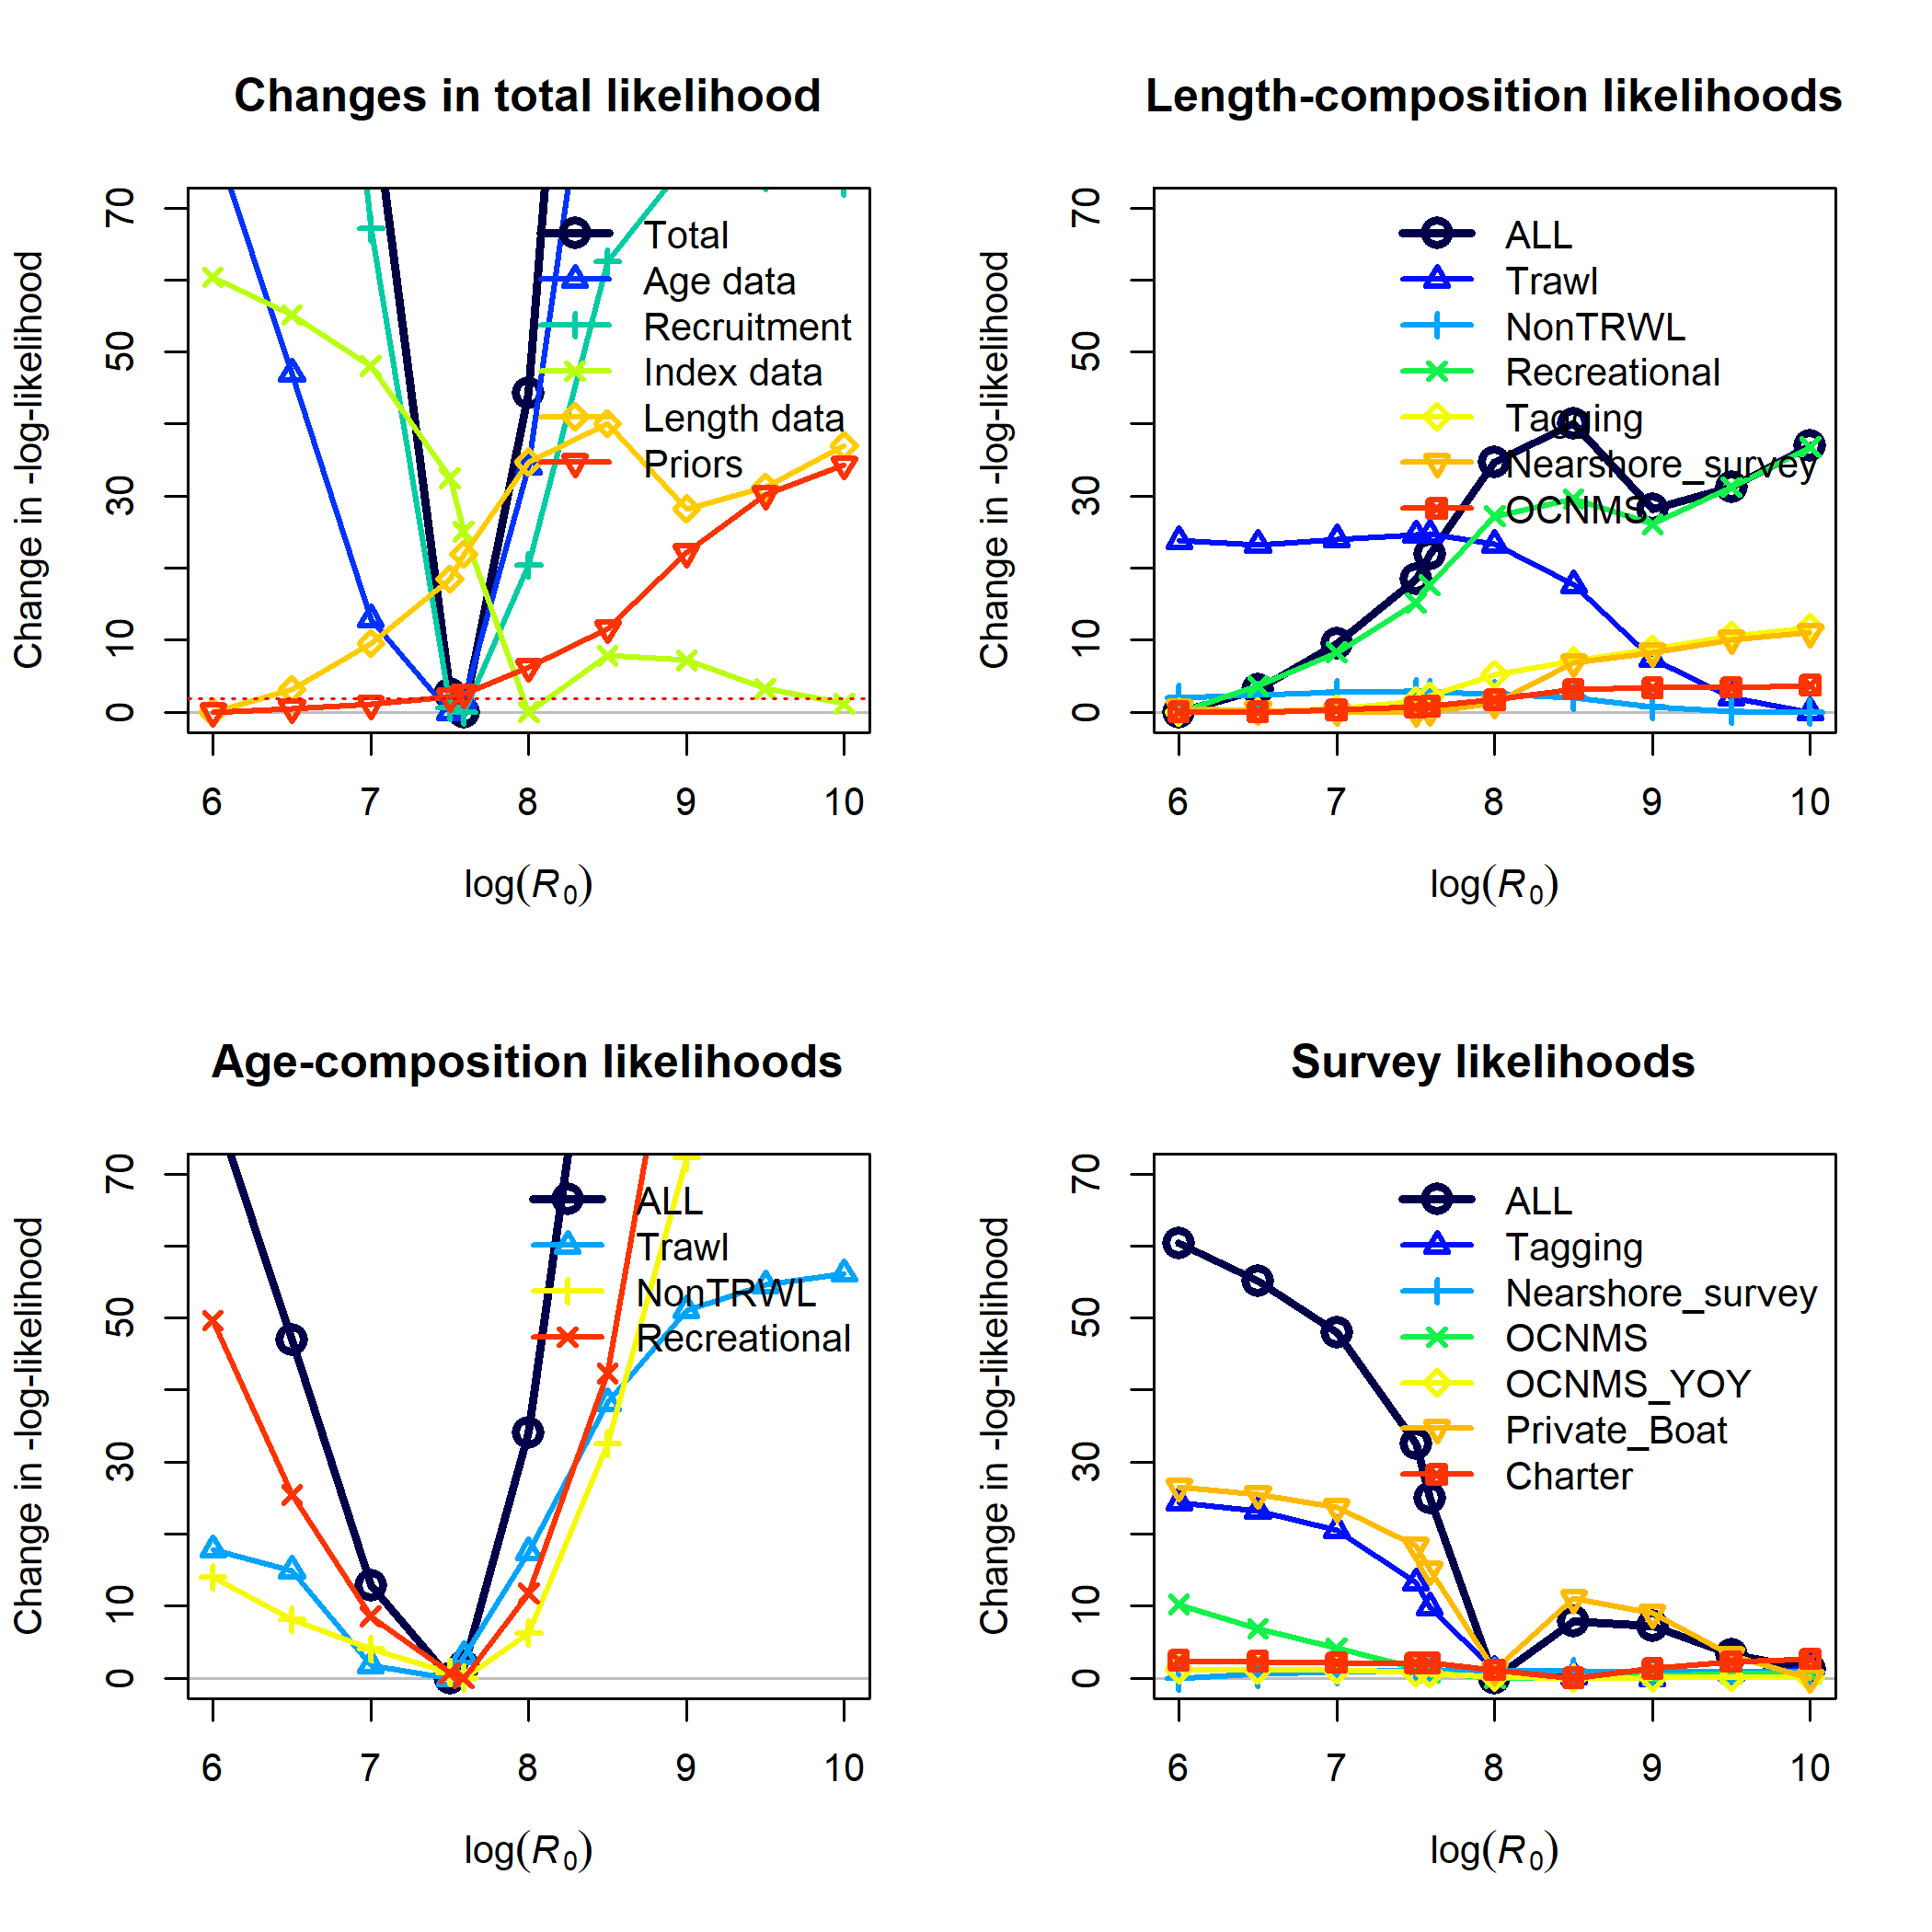 Changes in total likelihood
Change in -log-likelihood
70
50
30
10
0
Total
Age data
Recruitment
Index data
Length data
Priors
6 7 8 9 10
log(R0)
Length-composition likelihoods
Change in -log-likelihood
70
50
30
10
0
ALL
Trawl
NonTRWL
Recreational
Tagging
Nearshore_survey
OCNMS
6 7 8 9 10
log(R0)
Age-composition likelihoods
Change in -log-likelihood
70
50
30
10
0
ALL
Trawl
NonTRWL
Recreational
6 7 8 9 10
log(R0)
Survey likelihoods
Change in -log-likelihood
70
50
30
10
0
ALL
Tagging
Nearshore_survey
OCNMS
OCNMS_YOY
Private_Boat
Charter
6 7 8 9 10
log(R0)